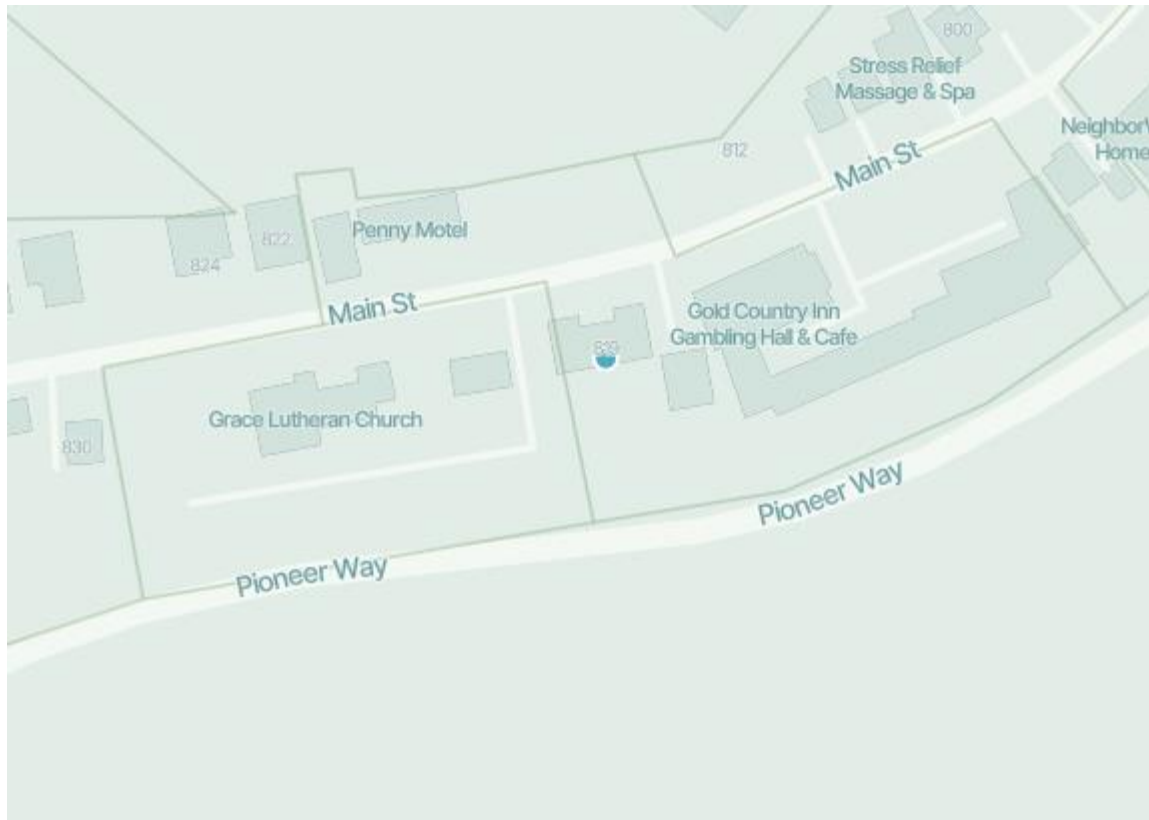 800
Stress Relief
Massage & Spa
Neighbor
Home
812
Main St
Penny Motel
822
824
Main St
Gold Country Inn
Gambling Hall & Cafe
819
Grace Lutheran Church
830
Pioneer Way
Pioneer Way